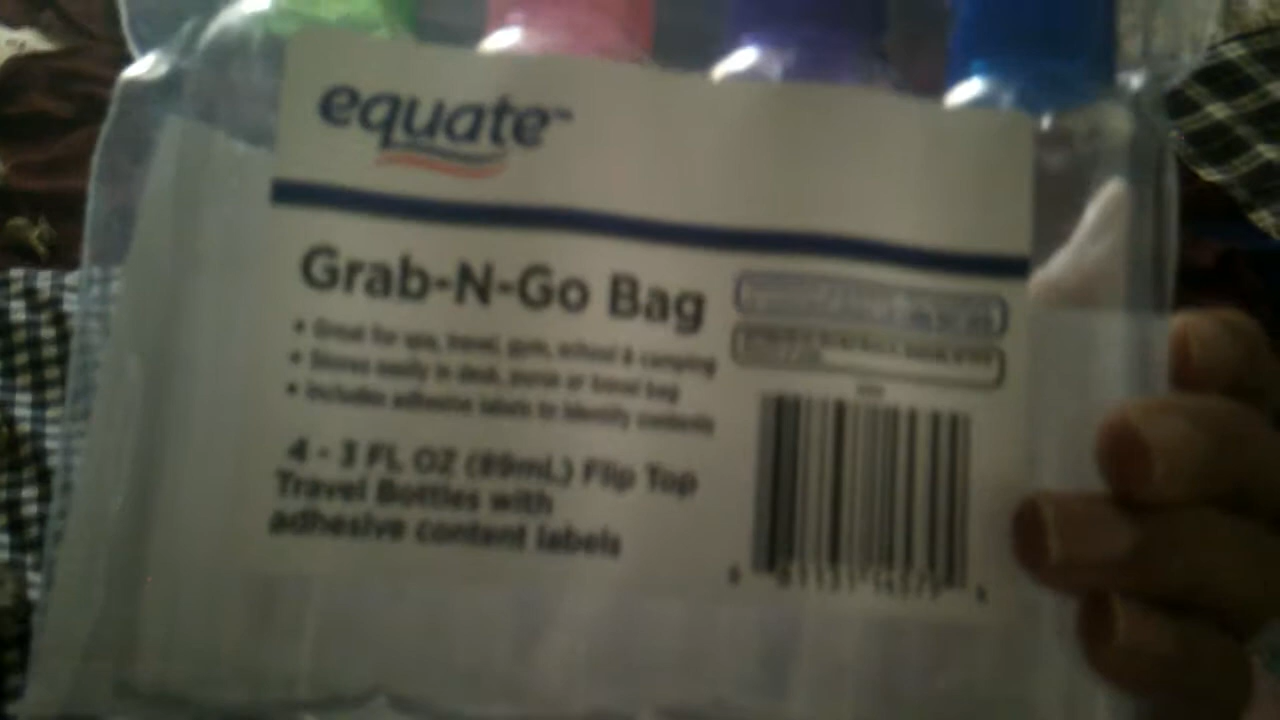 equate™
Grab-N-Go Bag
• Great for spa, travel, gym, school & camping
• Stores easily in desk, purse or travel bag
• Includes adhesive labels to identify contents
4 - 3 FL OZ (89mL) Flip Top
Travel Bottles with
adhesive content labels